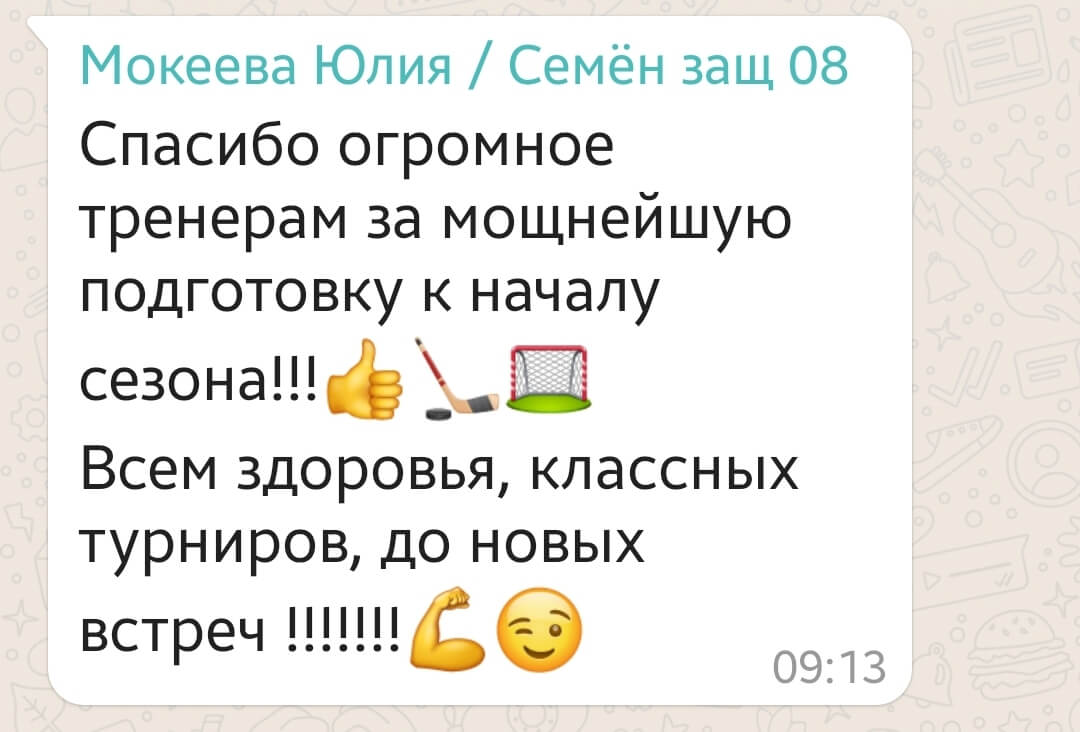 Мокеева Юлия / Семён защ 08
Спасибо огромное
тренерам за мощнейшую
подготовку к началу
сезона!!!👍🏒🥅
Всем здоровья, классных
турниров, до новых
встреч !!!!!!!💪😉
09:13